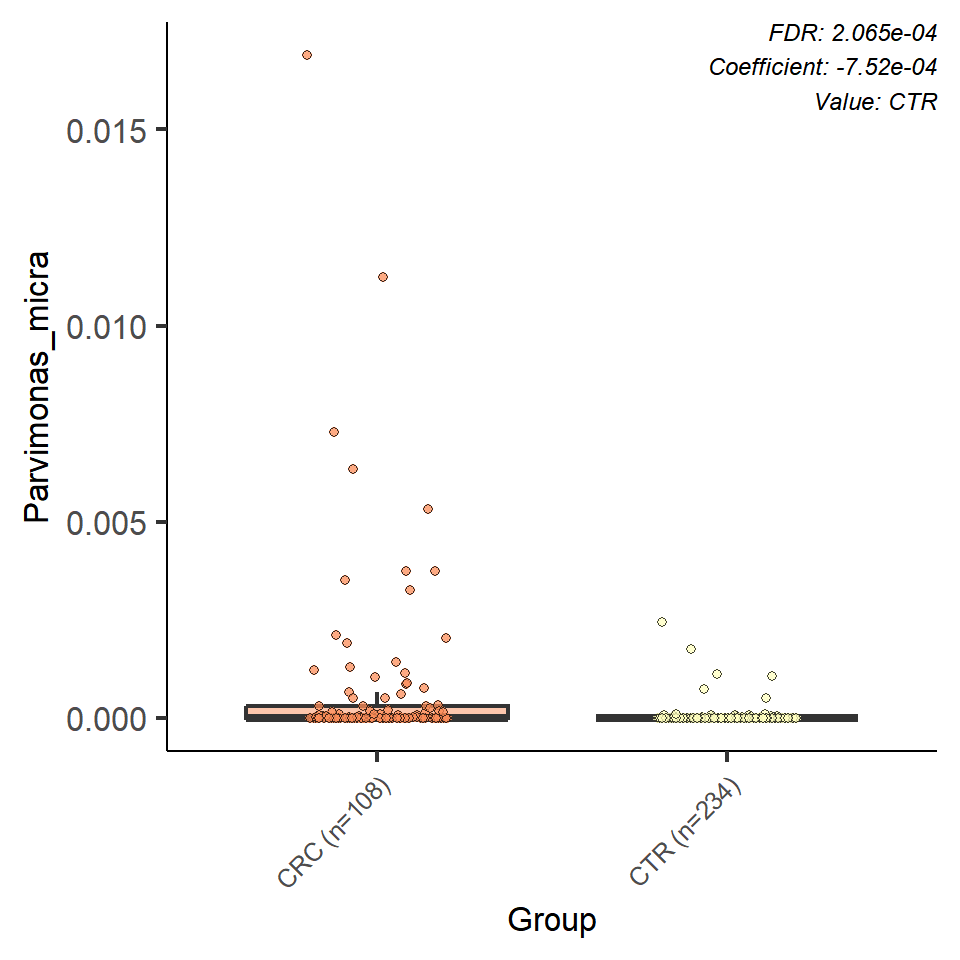 FDR: 2.065e-04
Coefficient: -7.52e-04
Value: CTR
Parvimonas_micra
0.015
0.010
0.005
0.000
CRC (n=108)
CTR (n=234)
Group